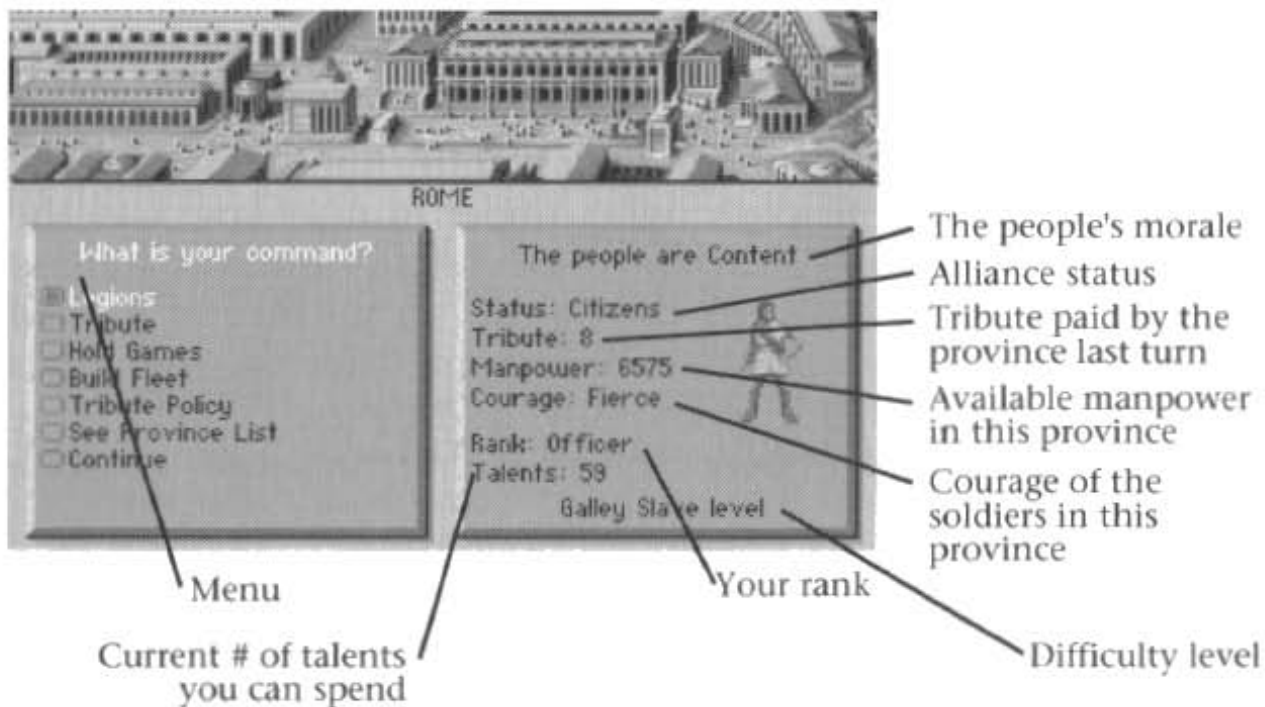 ROME
What is your command?
Legions
Tribute
Hold Games
Build Fleet
Tribute Policy
See Province List
Continue
The people are Content
Status: Citizens
Tribute: 8
Manpower: 6575
Courage: Fierce
Rank: Officer
Talents: 59
Galley Slave level
The people's morale
Alliance status
Tribute paid by the
province last turn
Available manpower
in this province
Courage of the
soldiers in this
province
Menu
Your rank
Current # of talents
you can spend
Difficulty level